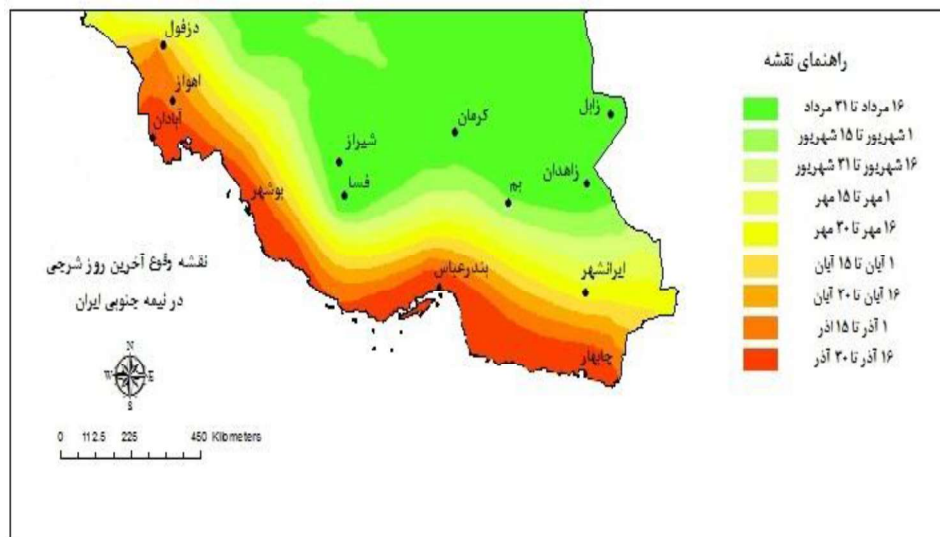 راهنمای نقشه
۱۶ مرداد تا ۳۱ مرداد
۱ شهریور تا ۱۵ شهریور
۱۶ شهریور تا ۳۱ شهریور
۱ مهر تا ۱۵ مهر
۱۶ مهر تا ۳۰ مهر
۱ آبان تا ۱۵ آبان
۱۶ آبان تا ۲۰ آبان
۱ آذر تا ۱۵ اذر
۱۶ آذر تا ۳۰ آذر
دزفول
اهواز
آبادان
شیراز
فسا
بوشهر
کرمان
بم
زابل
زاهدان
بندرعباس
ایرانشهر
چابهار
نقشه وقوع آخرین روز شرجی
در نیمه جنوبی ایران
N
W E
S
0 112.5 225 450 Kilometers